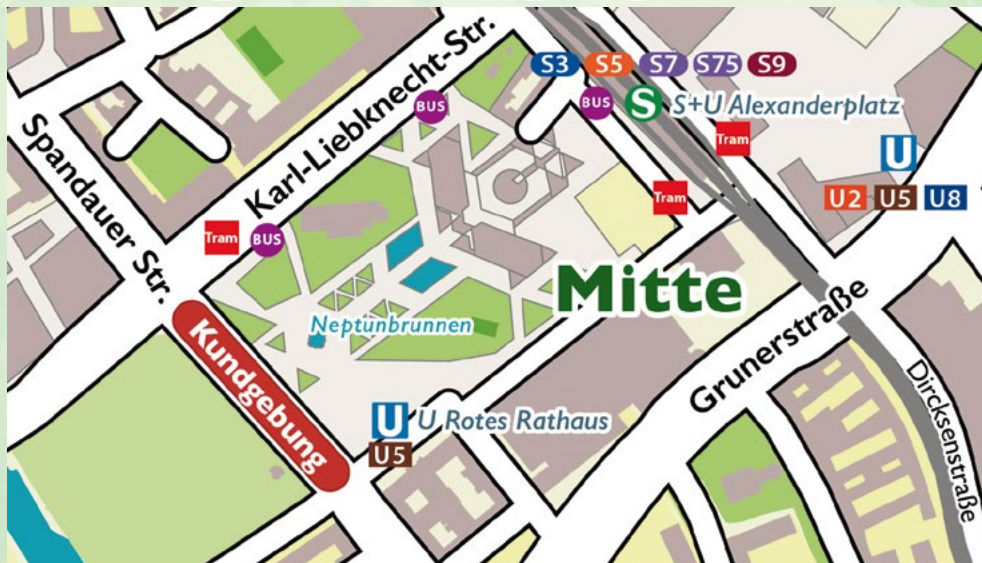 Karl-Liebknecht-Str.
S3 S5 S7 S75 S9
BUS
BUS
S
S+U Alexanderplatz
Spandauer Str.
Tram
U
U2 U5 U8
Tram
Tram
BUS
Mitte
Kundgebung
Neptunbrunnen
Grunerstraße
Dircksenstraße
U
U Rotes Rathaus
U5